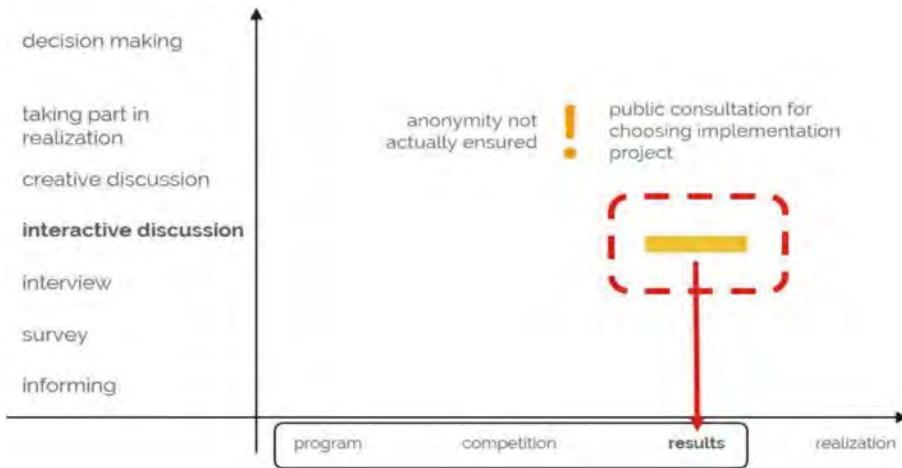 decision making
taking part in
realization
creative discussion
interactive discussion
interview
survey
informing
anonymity not
actually ensured
!
public consultation for
choosing implementation
project
program competition results realization